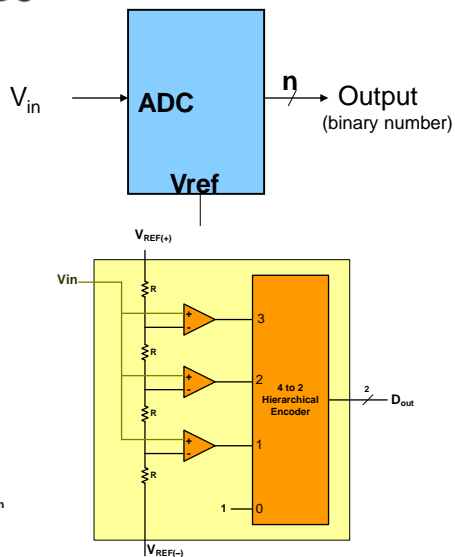 n
V_in ADC Output
(binary number)
Vref
V_REF(+)
Vin
R
+
-
3
R
+
-
2
4 to 2
Hierarchical
Encoder
2
D_out
R
+
-
1
R
1 0
V_REF(–)